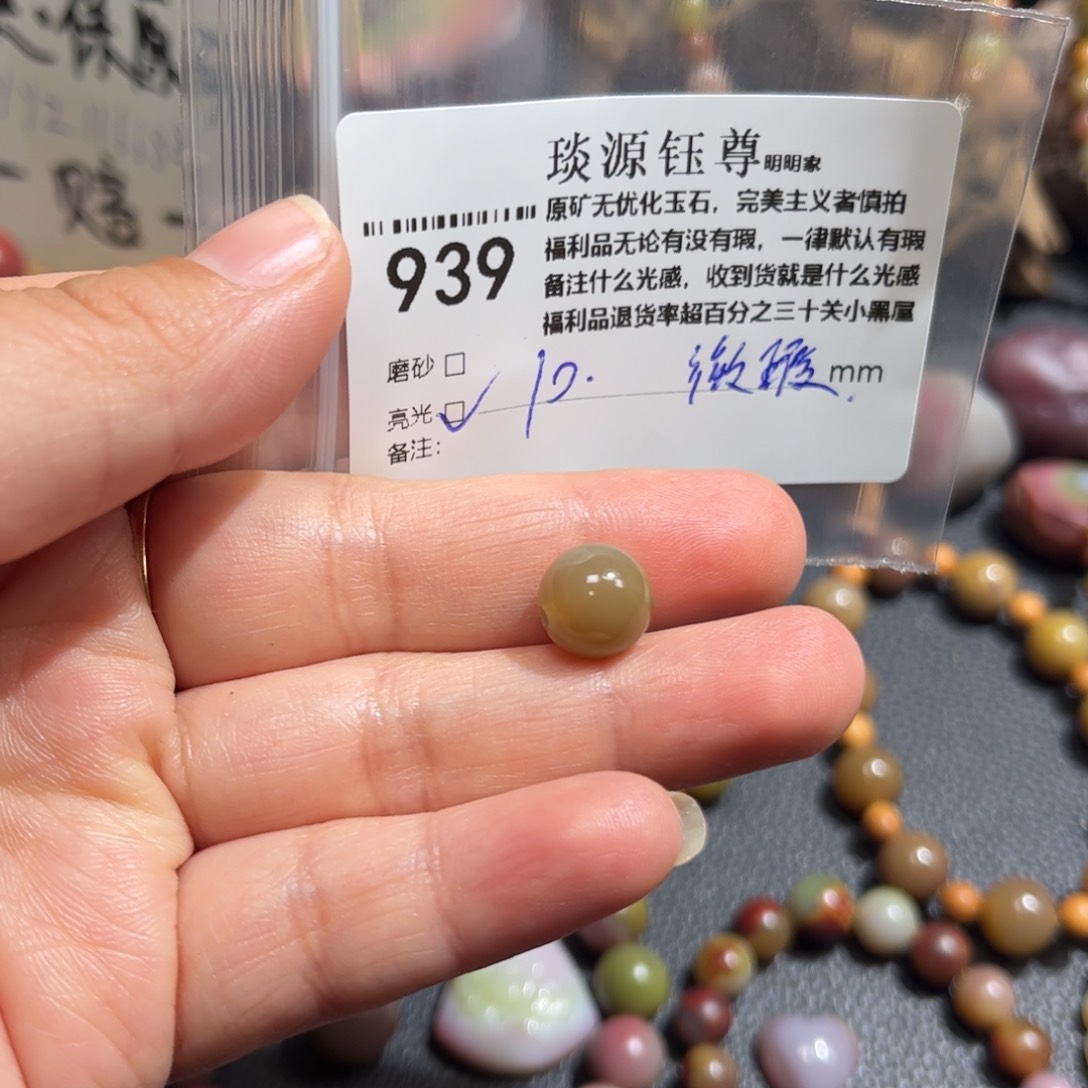 琰源钰尊明明家
原矿无优化玉石，完美主义者慎拍
939
福利品无论有没有瑕，一律默认有瑕
备注什么光感，收到货就是什么光感
福利品退货率超百分之三十关小黑屋
磨砂 □
亮光 □✓ 10. 微瑕 mm
备注：
赔一